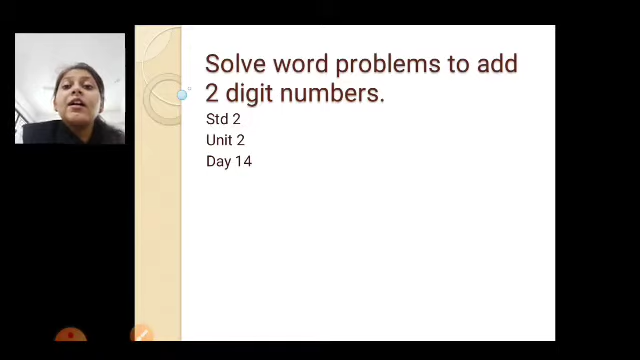 Solve word problems to add
2 digit numbers.
Std 2
Unit 2
Day 14